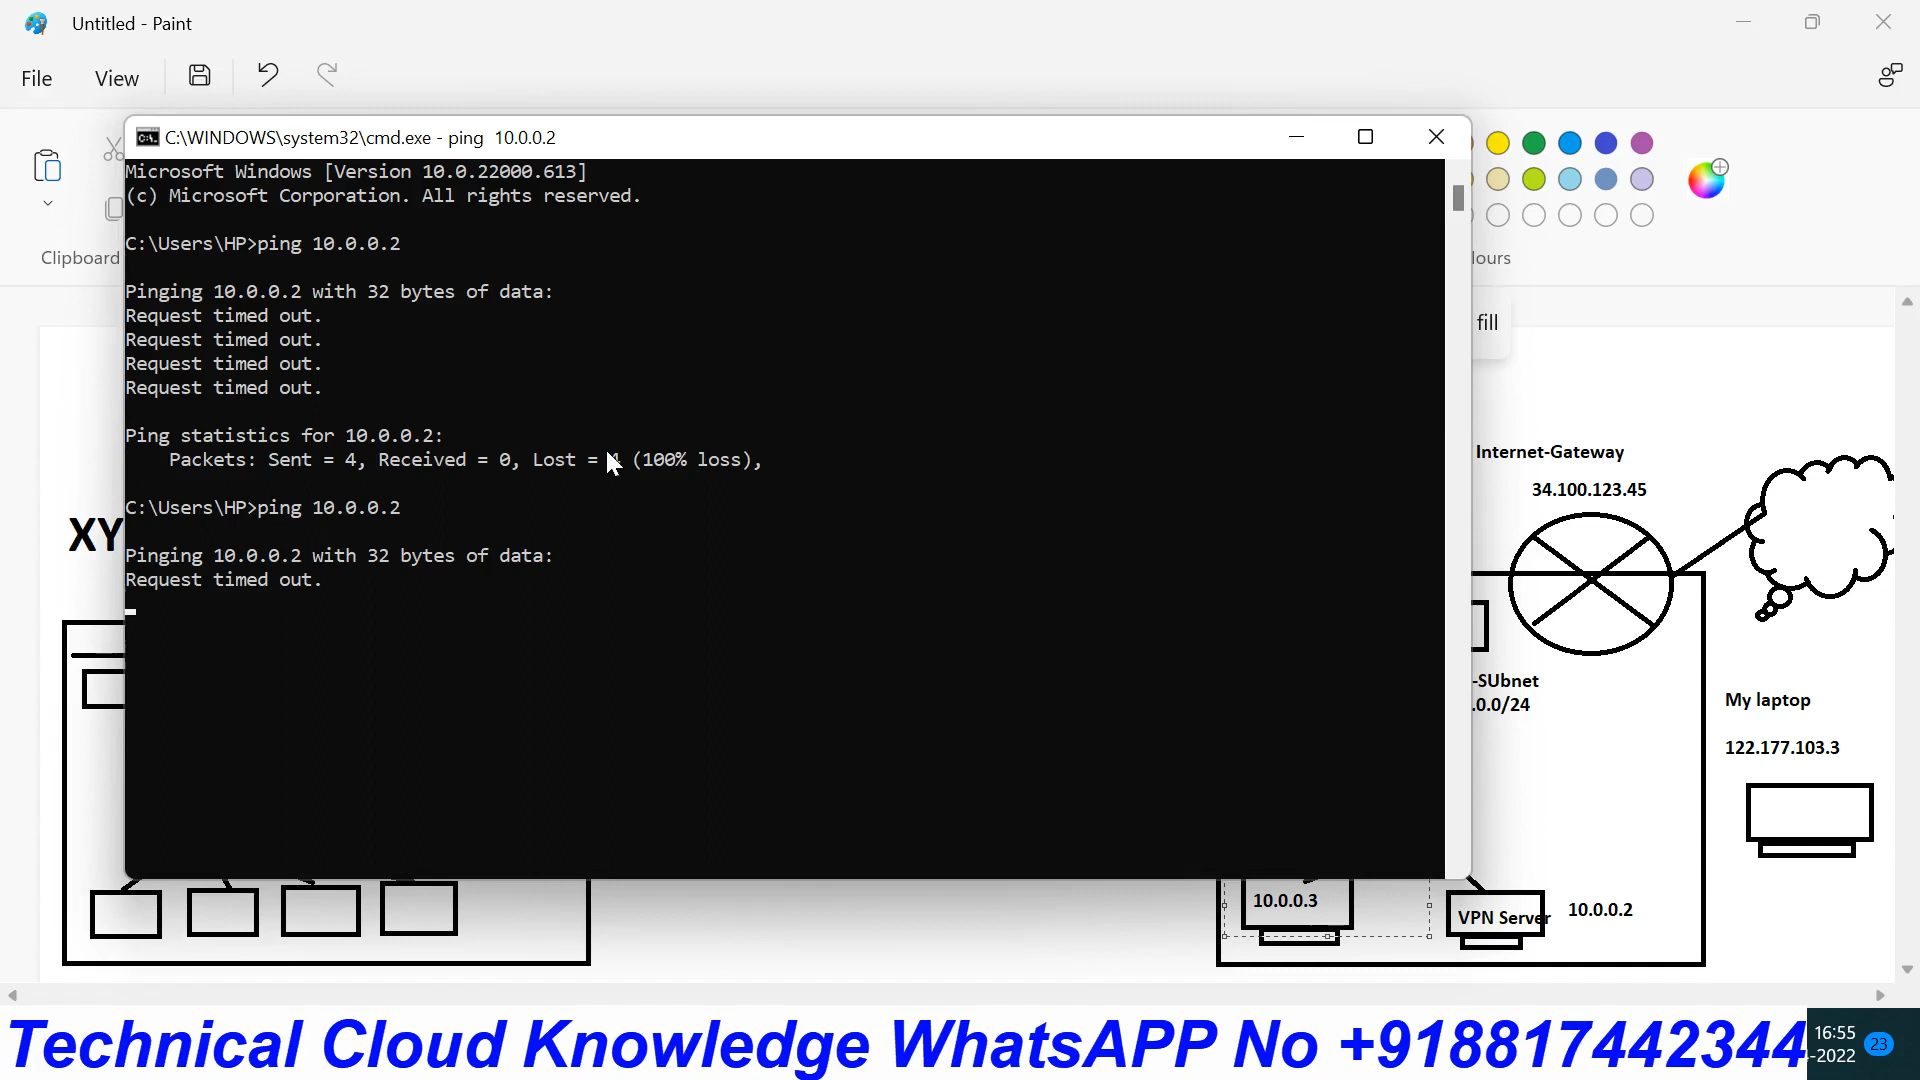 Untitled - Paint
File View
C:\WINDOWS\system32\cmd.exe - ping 10.0.0.2
Microsoft Windows [Version 10.0.22000.613]
(c) Microsoft Corporation. All rights reserved.
C:\Users\HP>ping 10.0.0.2
Pinging 10.0.0.2 with 32 bytes of data:
Request timed out.
Request timed out.
Request timed out.
Request timed out.
Ping statistics for 10.0.0.2:
Packets: Sent = 4, Received = 0, Lost = 4 (100% loss),
C:\Users\HP>ping 10.0.0.2
Pinging 10.0.0.2 with 32 bytes of data:
Request timed out.
Clipboard
lours
fill
XY
Internet-Gateway
34.100.123.45
-SUbnet
.0.0/24
My laptop
122.177.103.3
10.0.0.3
VPN Server
10.0.0.2
Technical Cloud Knowledge WhatsAPP No +918817442344
16:55
-2022
23